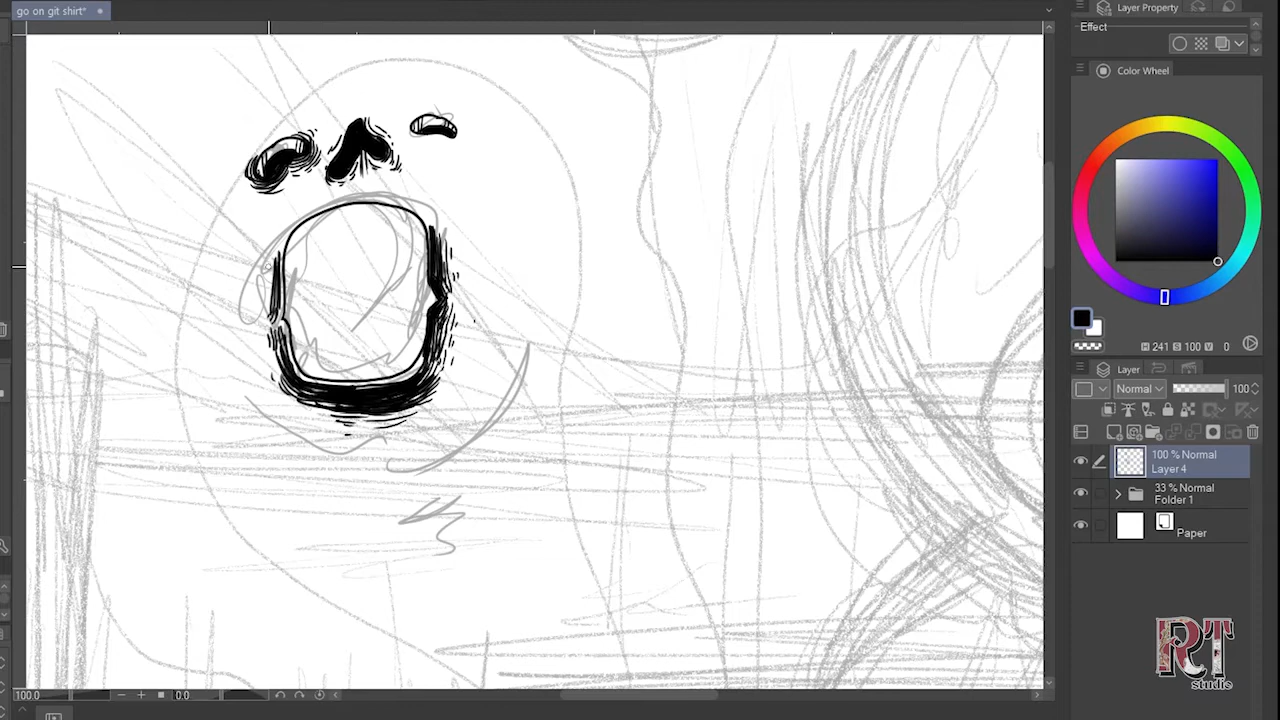 go on git shirt*
Layer Property
Effect
Color Wheel
H 241 S 100 V 0
Layer
Normal 100
100 % Normal
Layer 4
33 % Normal
Folder 1
Paper
100.0 0.0
RT
studio